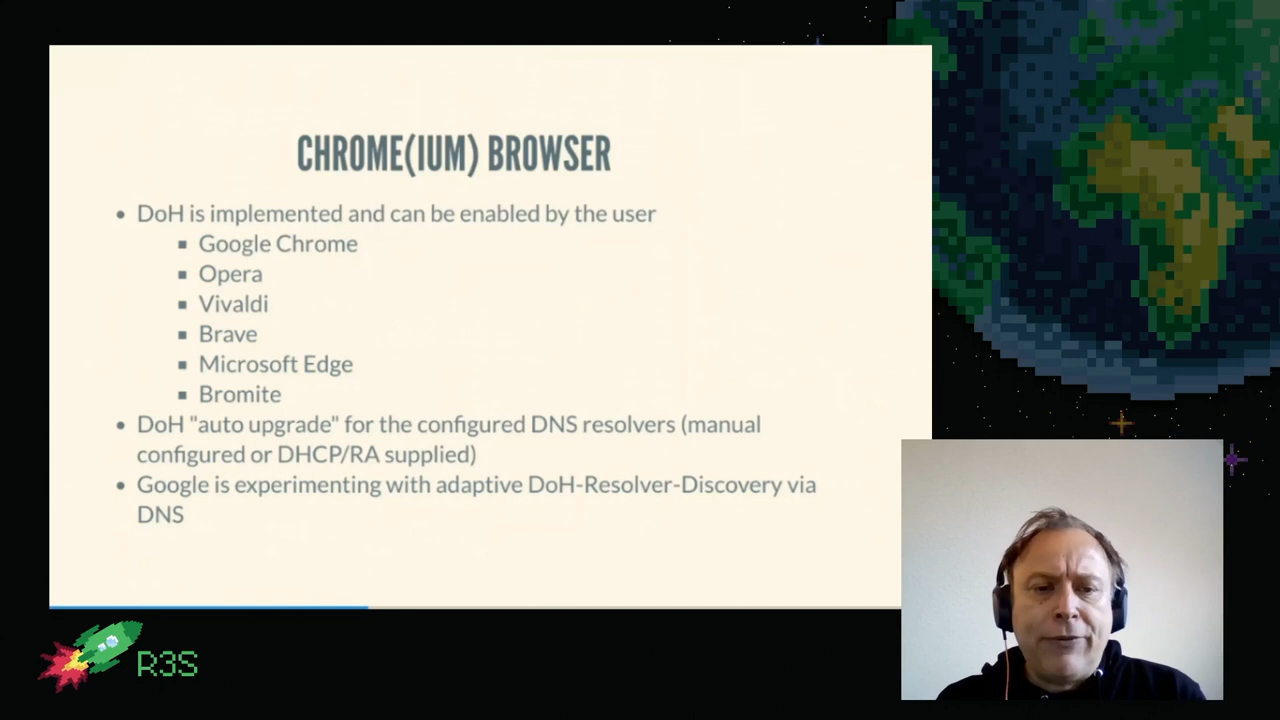 CHROME(IUM) BROWSER
DoH is implemented and can be enabled by the user
Google Chrome
Opera
Vivaldi
Brave
Microsoft Edge
Bromite
DoH "auto upgrade" for the configured DNS resolvers (manual
configured or DHCP/RA supplied)
Google is experimenting with adaptive DoH-Resolver-Discovery via
DNS
R3S